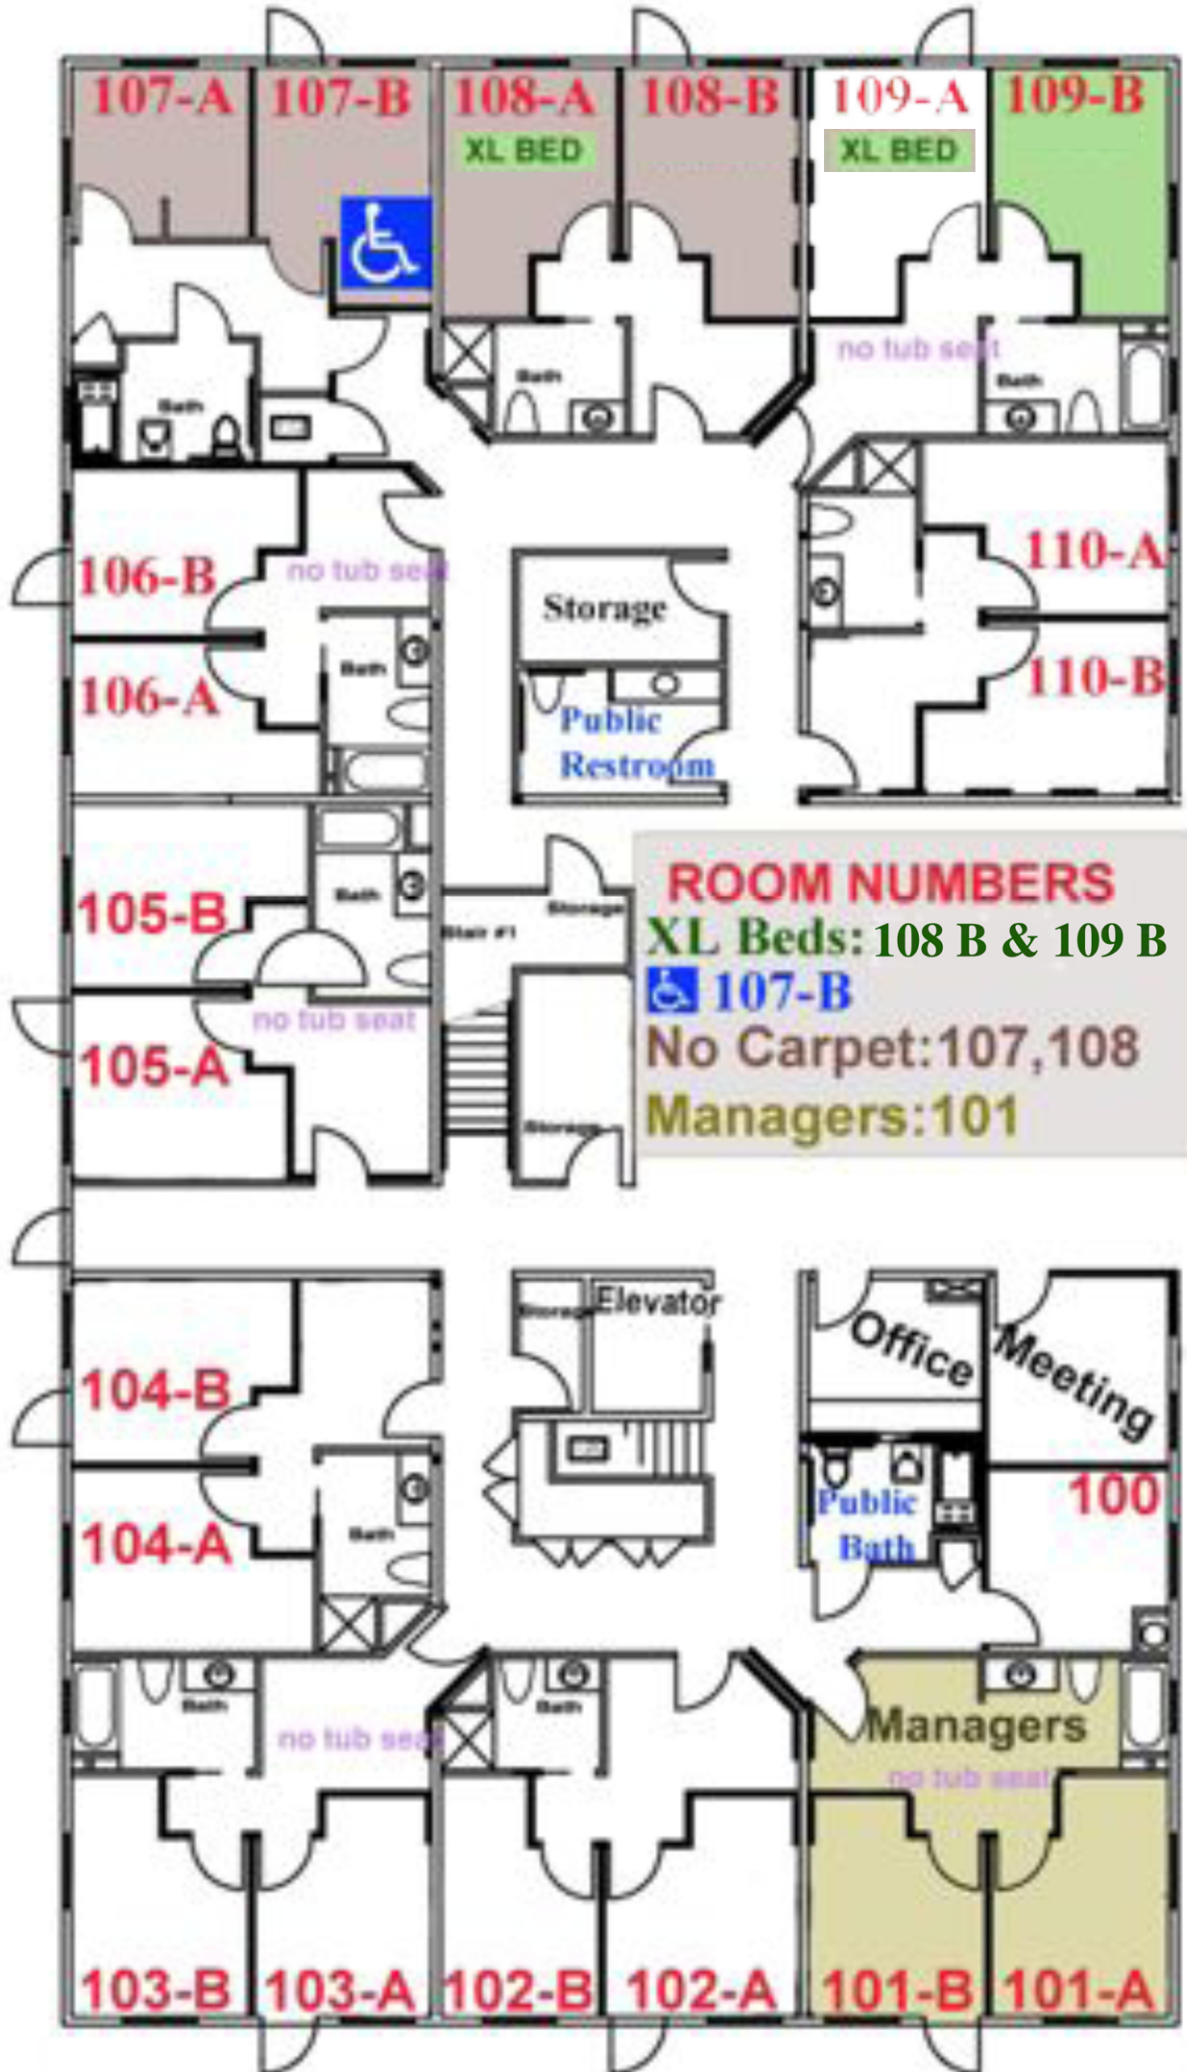 107-A 107-B 108-A 108-B 109-A 109-B
XL BED XL BED
no tub seat
Bath Bath
Bath
106-B no tub seat 110-A
Storage
Bath
106-A 110-B
Public
Restroom
105-B Bath
Storage
Stair #1
ROOM NUMBERS
XL Beds: 108 B & 109 B
107-B
No Carpet:107,108
Managers:101
no tub seat
105-A
Storage
Storage Elevator
Office Meeting
104-B
100
Public
Bath
104-A Bath
Bath Bath
no tub seat Managers
no tub seat
103-B 103-A 102-B 102-A 101-B 101-A